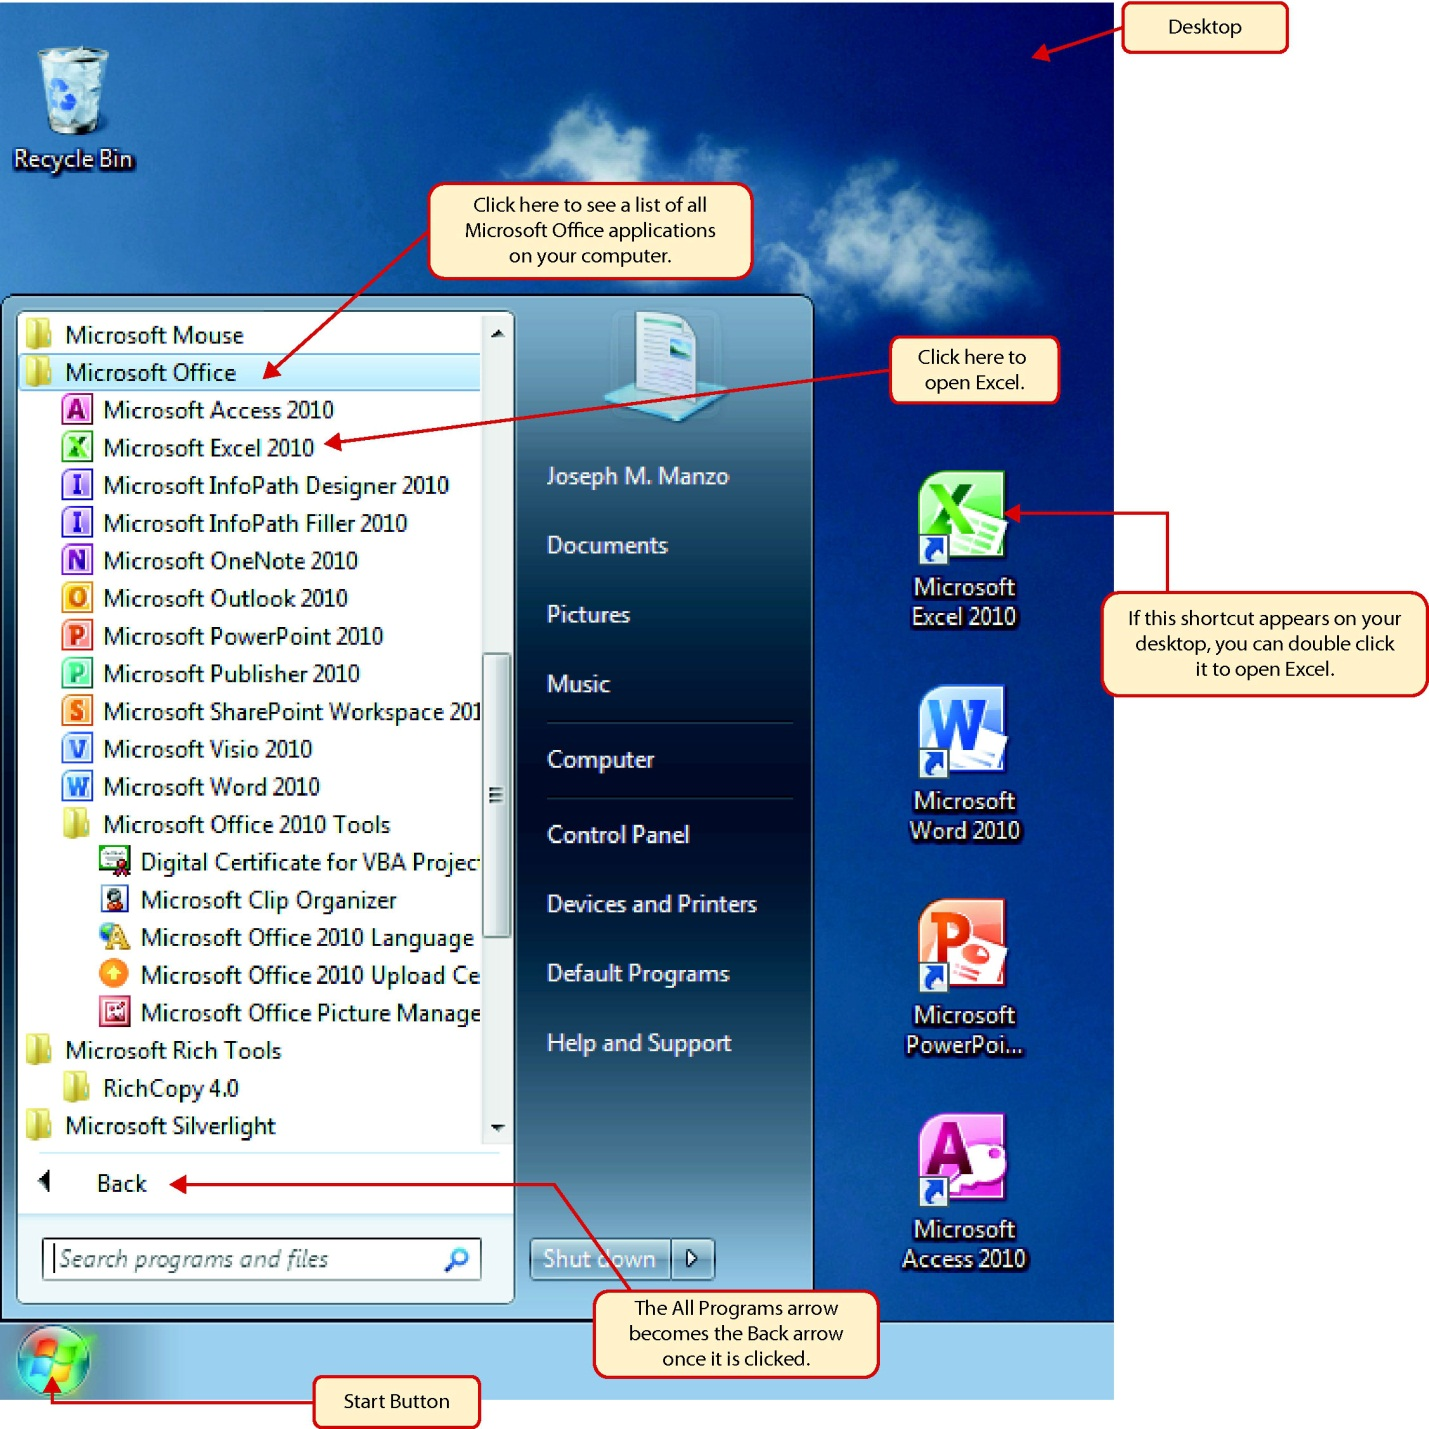 Desktop
Recycle Bin
Click here to see a list of all
Microsoft Office applications
on your computer.
Microsoft Mouse
Microsoft Office
Microsoft Access 2010
Microsoft Excel 2010
Microsoft InfoPath Designer 2010
Microsoft InfoPath Filler 2010
Microsoft OneNote 2010
Microsoft Outlook 2010
Microsoft PowerPoint 2010
Microsoft Publisher 2010
Microsoft SharePoint Workspace 201
Microsoft Visio 2010
Microsoft Word 2010
Microsoft Office 2010 Tools
Digital Certificate for VBA Projec
Microsoft Clip Organizer
Microsoft Office 2010 Language
Microsoft Office 2010 Upload Ce
Microsoft Office Picture Manage
Microsoft Rich Tools
RichCopy 4.0
Microsoft Silverlight
Back
Search programs and files
Joseph M. Manzo
Documents
Pictures
Music
Computer
Control Panel
Devices and Printers
Default Programs
Help and Support
Shut down
Click here to
open Excel.
Microsoft
Excel 2010
If this shortcut appears on your
desktop, you can double click
it to open Excel.
Microsoft
Word 2010
Microsoft
PowerPoi...
Microsoft
Access 2010
The All Programs arrow
becomes the Back arrow
once it is clicked.
Start Button